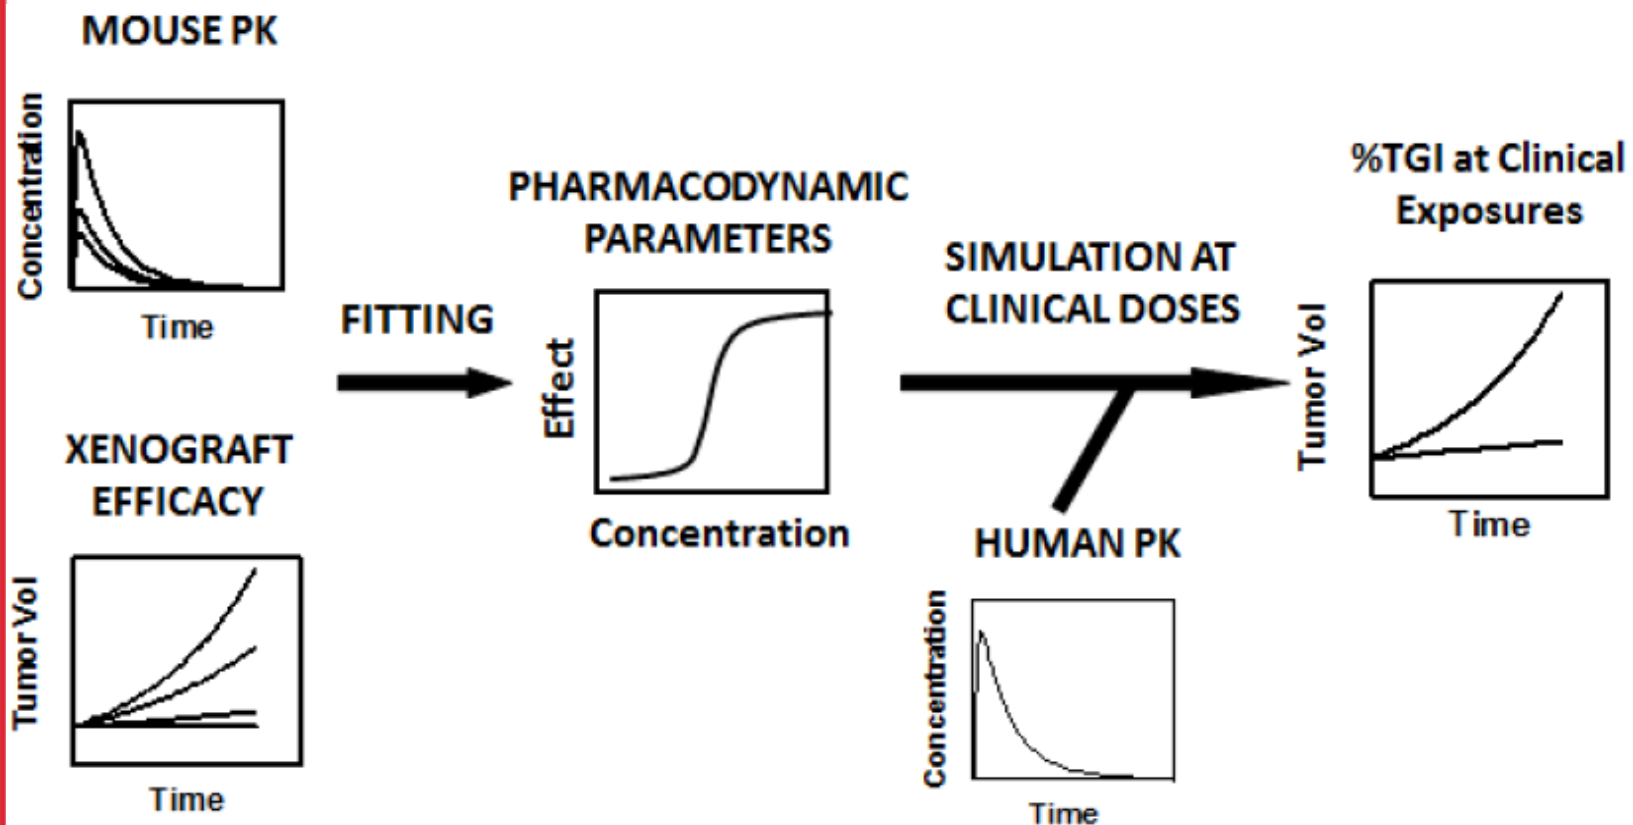 MOUSE PK
Concentration
Time
XENOGRAFT
EFFICACY
Tumor Vol
Time
FITTING
PHARMACODYNAMIC
PARAMETERS
Effect
Concentration
SIMULATION AT
CLINICAL DOSES
HUMAN PK
Concentration
Time
%TGI at Clinical
Exposures
Tumor Vol
Time